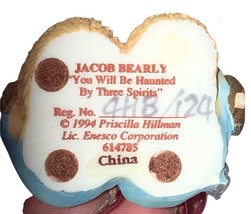 JACOB BEARLY
"You Will Be Haunted
By Three Spirits"
Reg. No. 4H8/124
© 1994 Priscilla Hillman
Lic. Enesco Corporation
614785
China